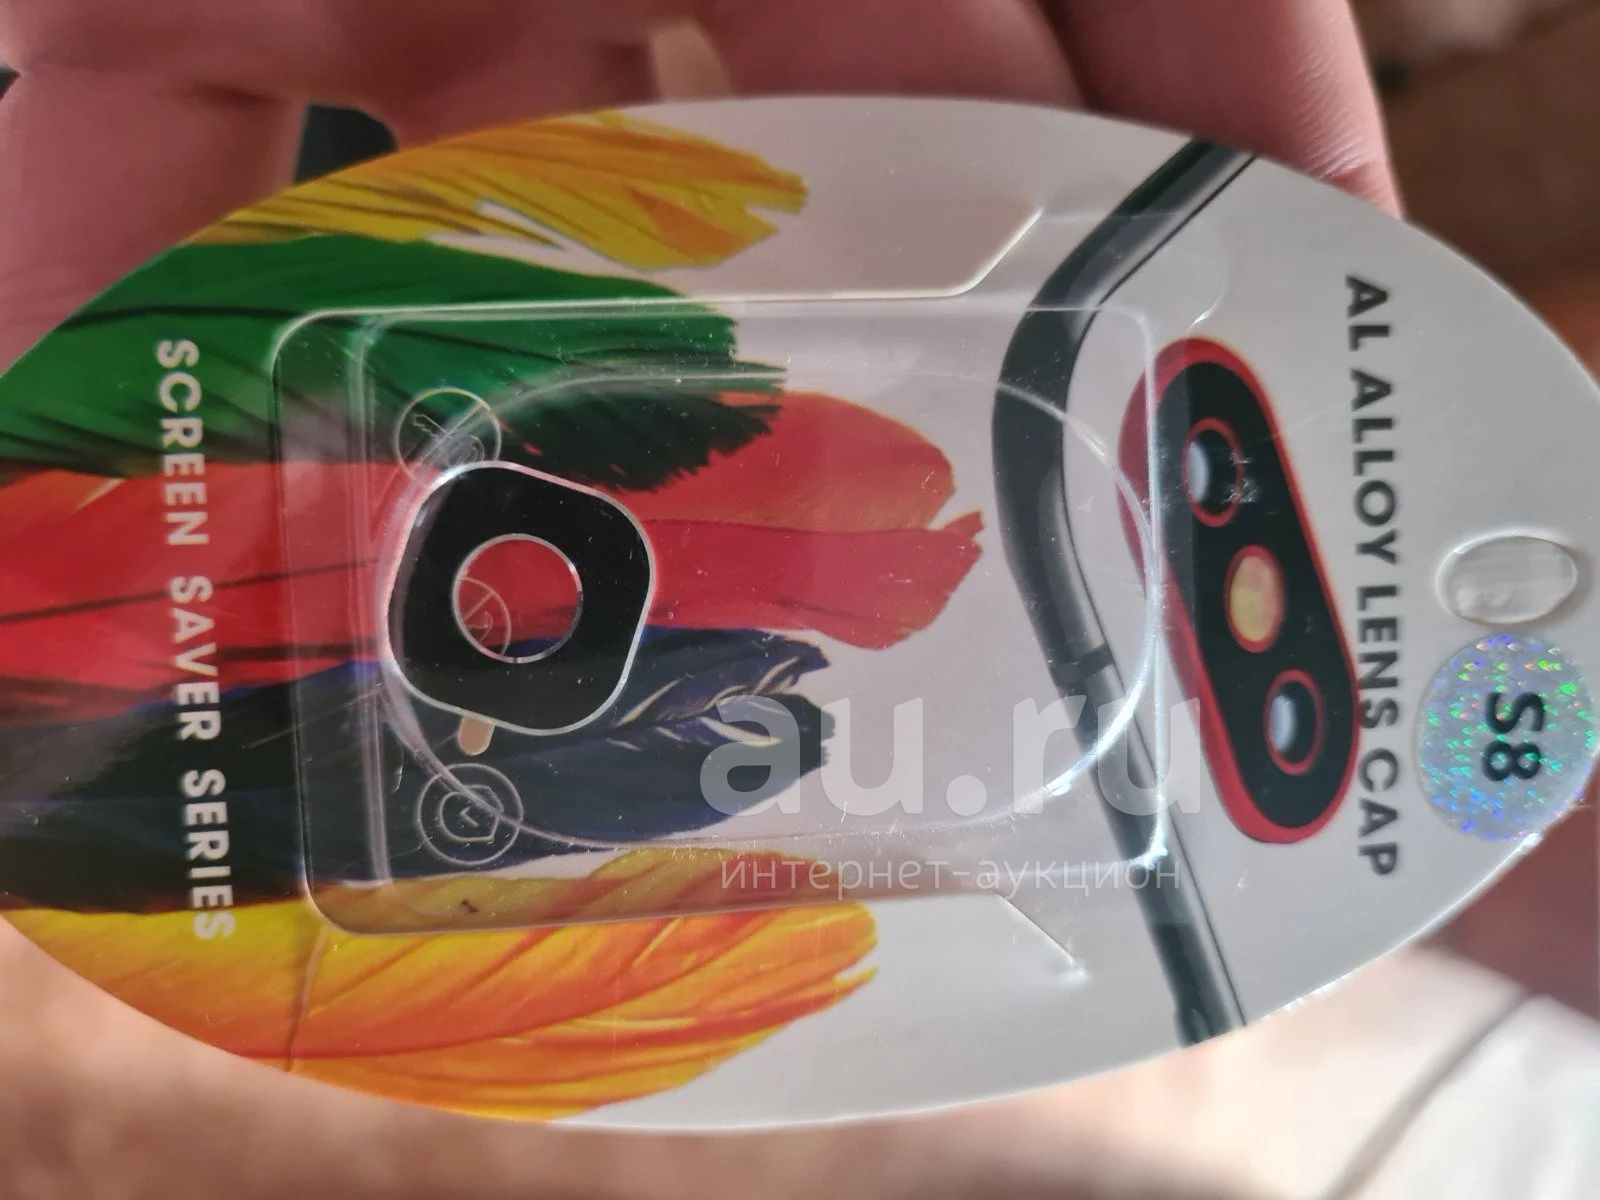 AL ALLOY LENS CAP
S8
SCREEN SAVER SERIES
au.ru
интернет-аукцион